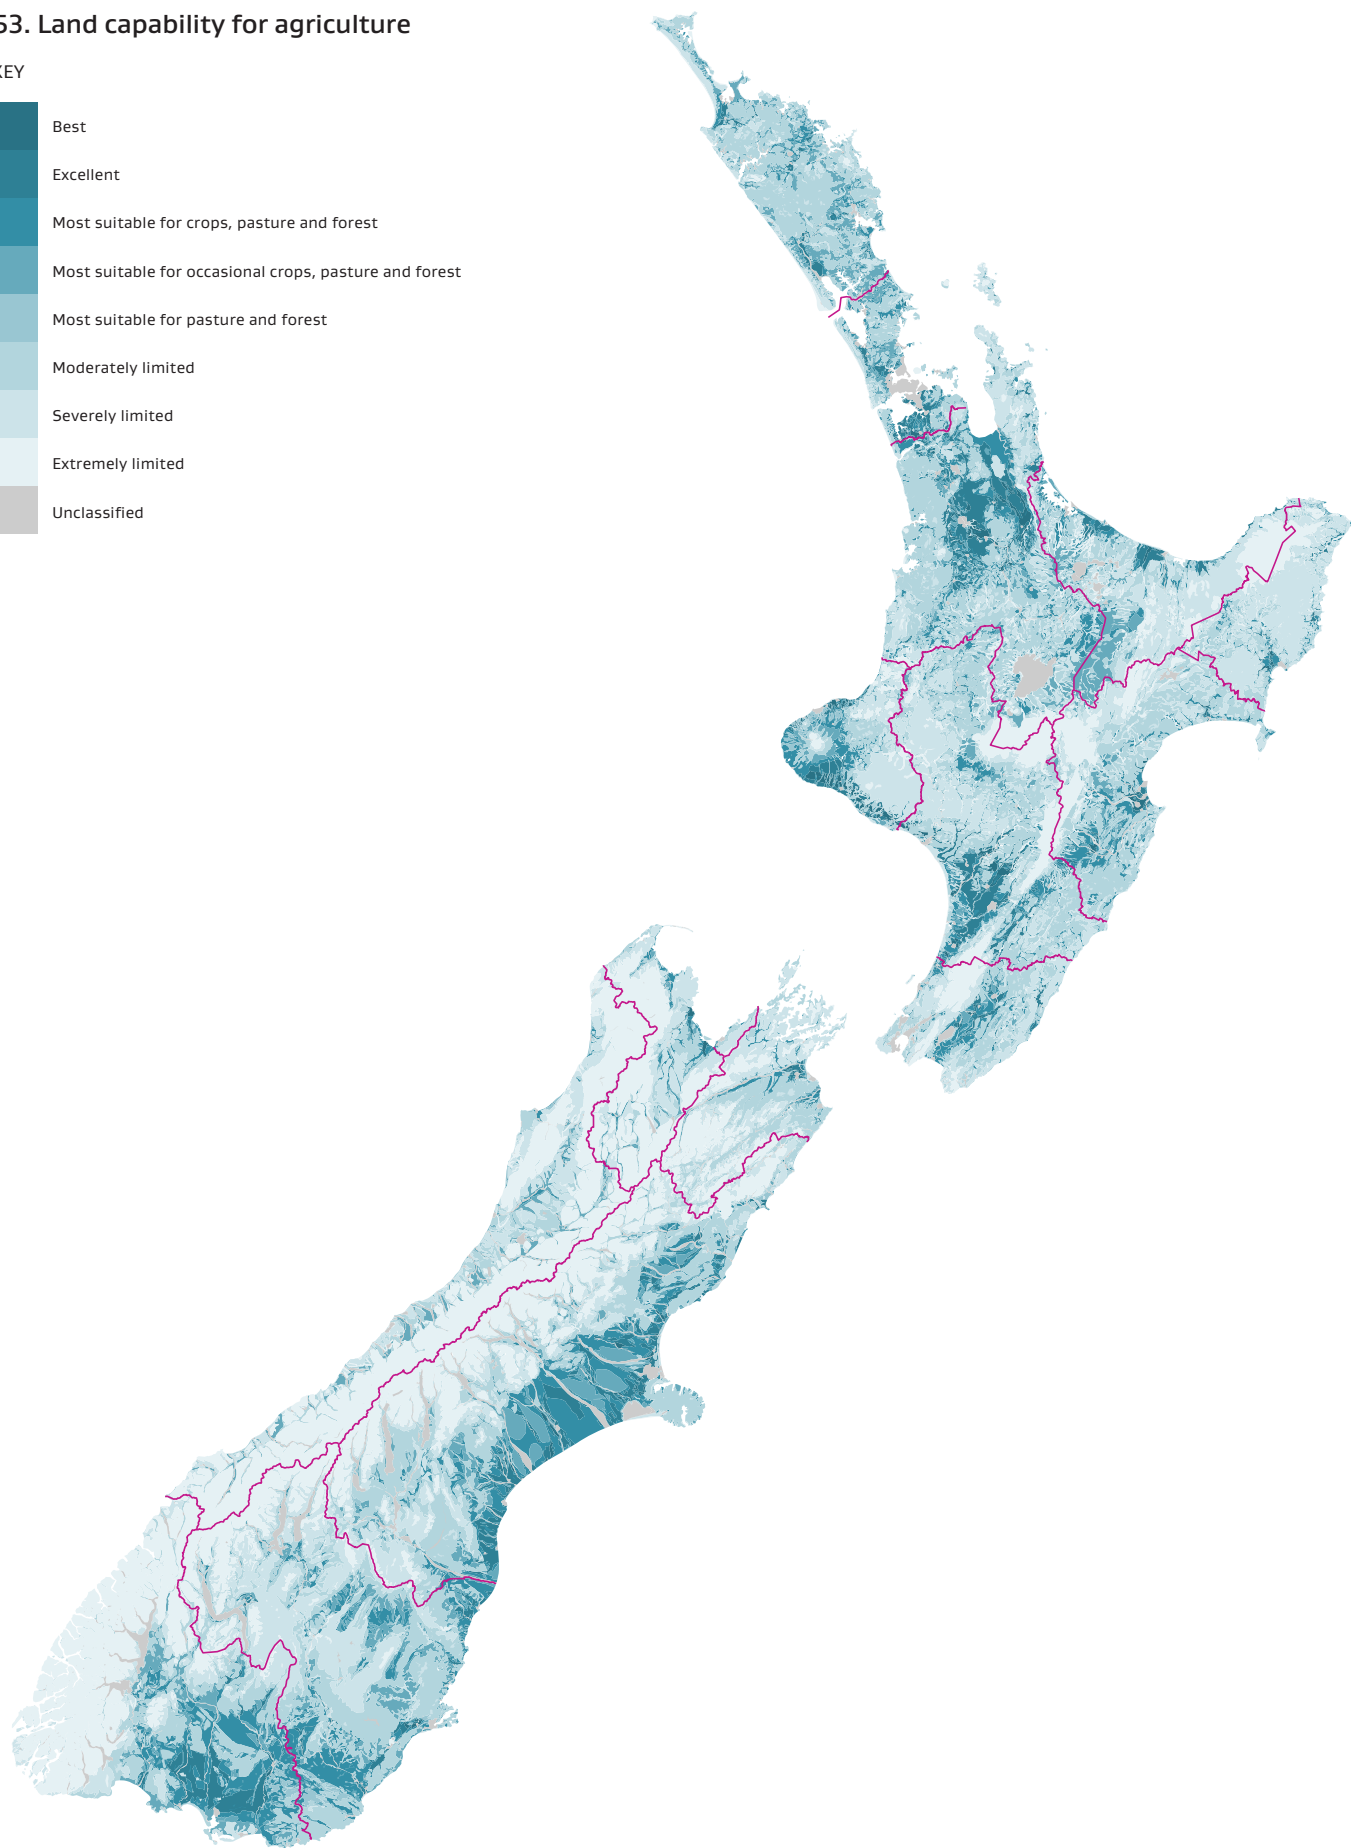 53. Land capability for agriculture
KEY
Best
Excellent
Most suitable for crops, pasture and forest
Most suitable for occasional crops, pasture and forest
Most suitable for pasture and forest
Moderately limited
Severely limited
Extremely limited
Unclassified